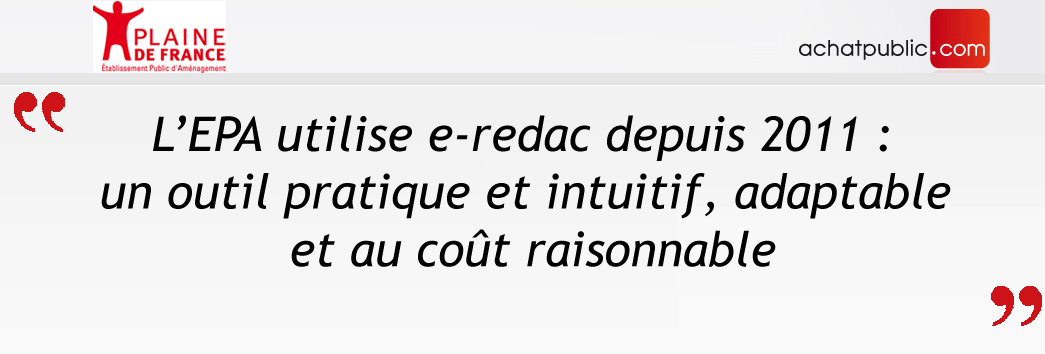 PLAINE
DE FRANCE
Établissement Public d'Aménagement
achatpublic.com
“
L’EPA utilise e-redac depuis 2011 :
un outil pratique et intuitif, adaptable
et au coût raisonnable
”